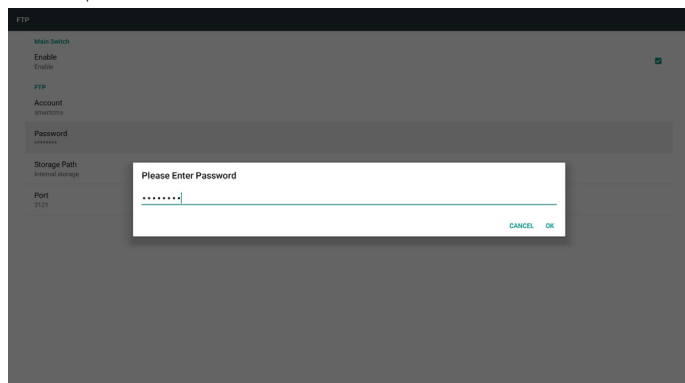 FTP
Main Switch
Enable
Enable
FTP
Account
smartcms
Password
********
Storage Path
Internal storage
Port
2121
Please Enter Password
••••••••
CANCEL OK